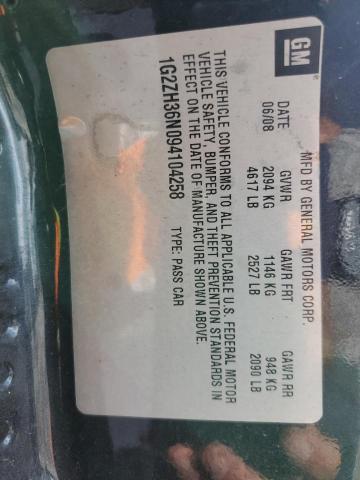 GM
MFD BY GENERAL MOTORS CORP.
DATE GVWR GAWR FRT GAWR RR
06/08 2094 KG 1146 KG 948 KG
4617 LB 2527 LB 2090 LB
THIS VEHICLE CONFORMS TO ALL APPLICABLE U.S. FEDERAL MOTOR
VEHICLE SAFETY, BUMPER, AND THEFT PREVENTION STANDARDS IN
EFFECT ON THE DATE OF MANUFACTURE SHOWN ABOVE.
1G2ZH36N094104258 TYPE: PASS CAR